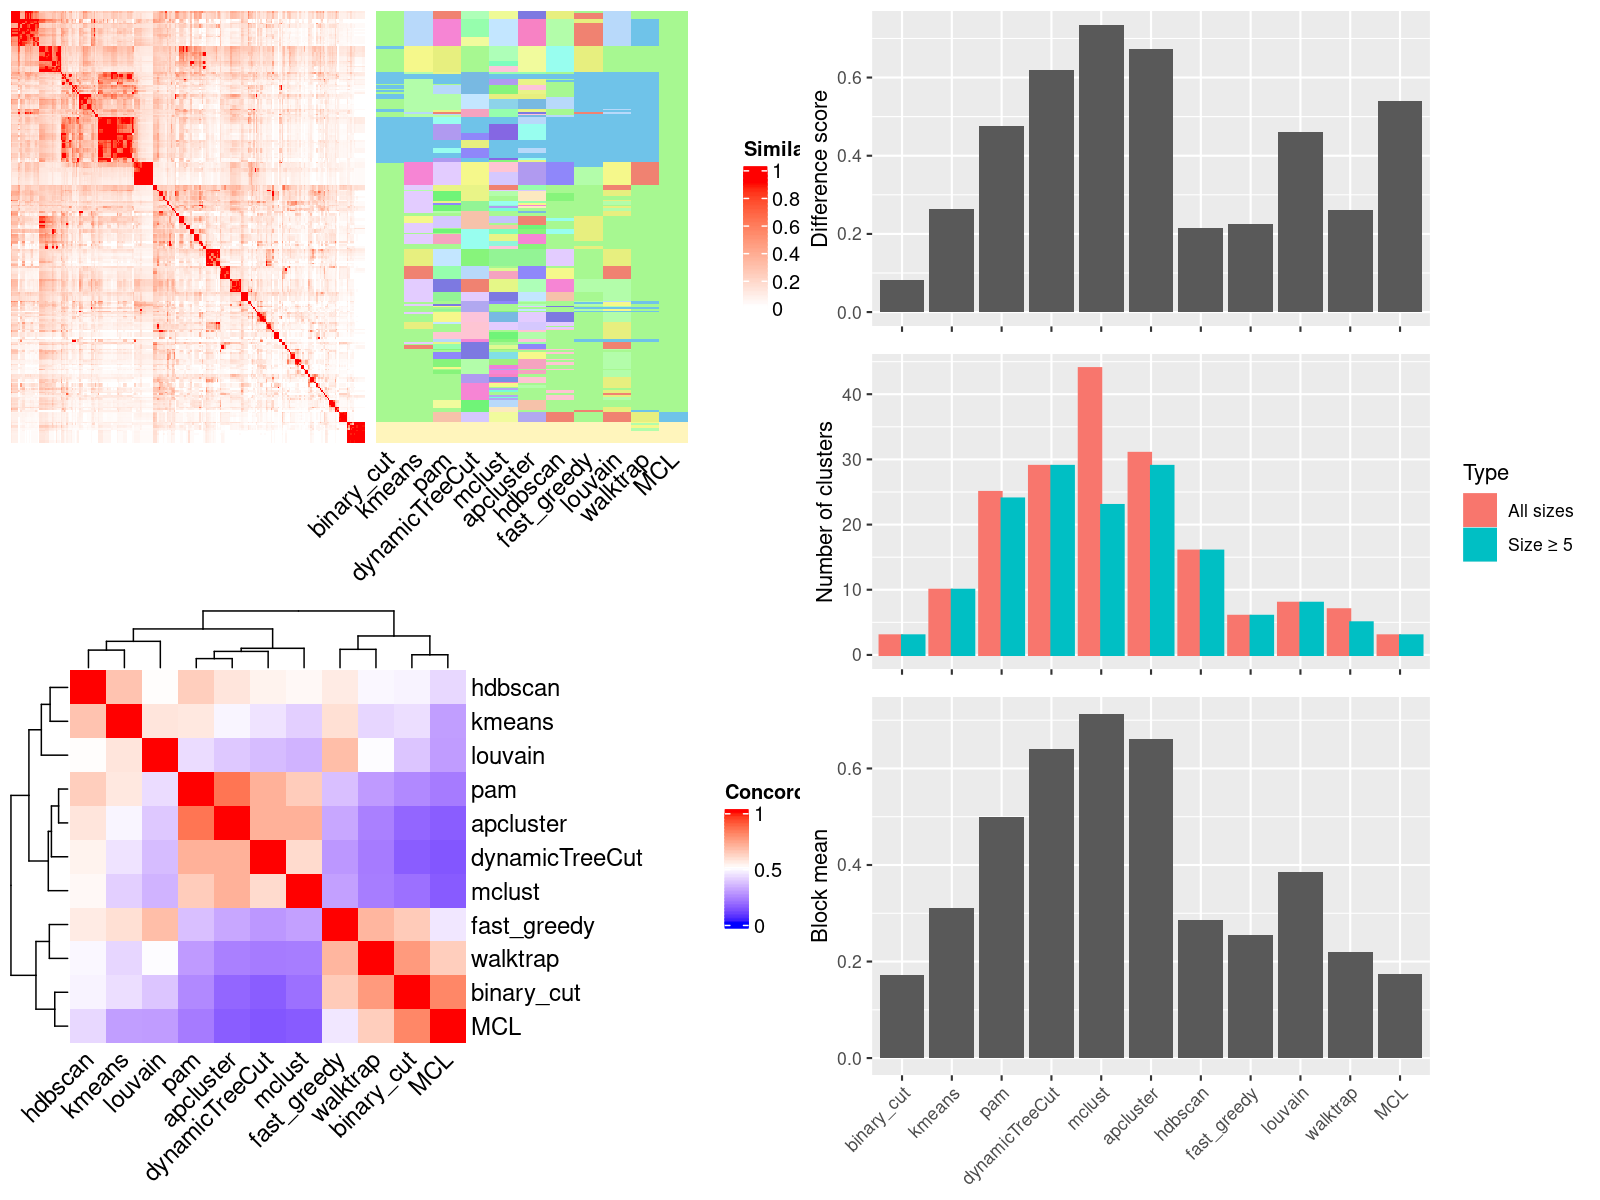 Simila
1
0.8
0.6
0.4
0.2
0
binary_cut
kmeans
pam
dynamicTreeCut
mclust
apcluster
hdbscan
fast_greedy
louvain
walktrap
MCL
Difference score
0.6
0.4
0.2
0.0
Number of clusters
40
30
20
10
0
Type
All sizes
Size ≥ 5
hdbscan
kmeans
louvain
pam
apcluster
dynamicTreeCut
mclust
fast_greedy
walktrap
binary_cut
MCL
hdbscan
kmeans
louvain
pam
apcluster
dynamicTreeCut
mclust
fast_greedy
walktrap
binary_cut
MCL
Concord
1
0.5
0
Block mean
0.6
0.4
0.2
0.0
binary_cut
kmeans
pam
dynamicTreeCut
mclust
apcluster
hdbscan
fast_greedy
louvain
walktrap
MCL